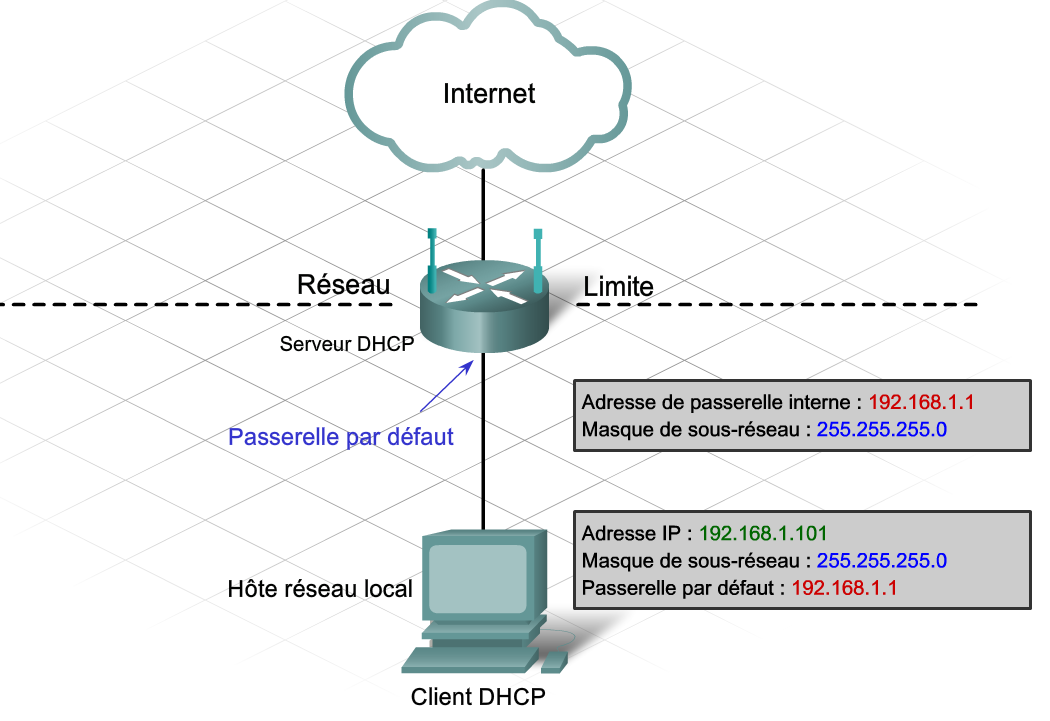 Internet
Réseau
Limite
Serveur DHCP
Passerelle par défaut
Adresse de passerelle interne : 192.168.1.1
Masque de sous-réseau : 255.255.255.0
Adresse IP : 192.168.1.101
Masque de sous-réseau : 255.255.255.0
Passerelle par défaut : 192.168.1.1
Hôte réseau local
Client DHCP